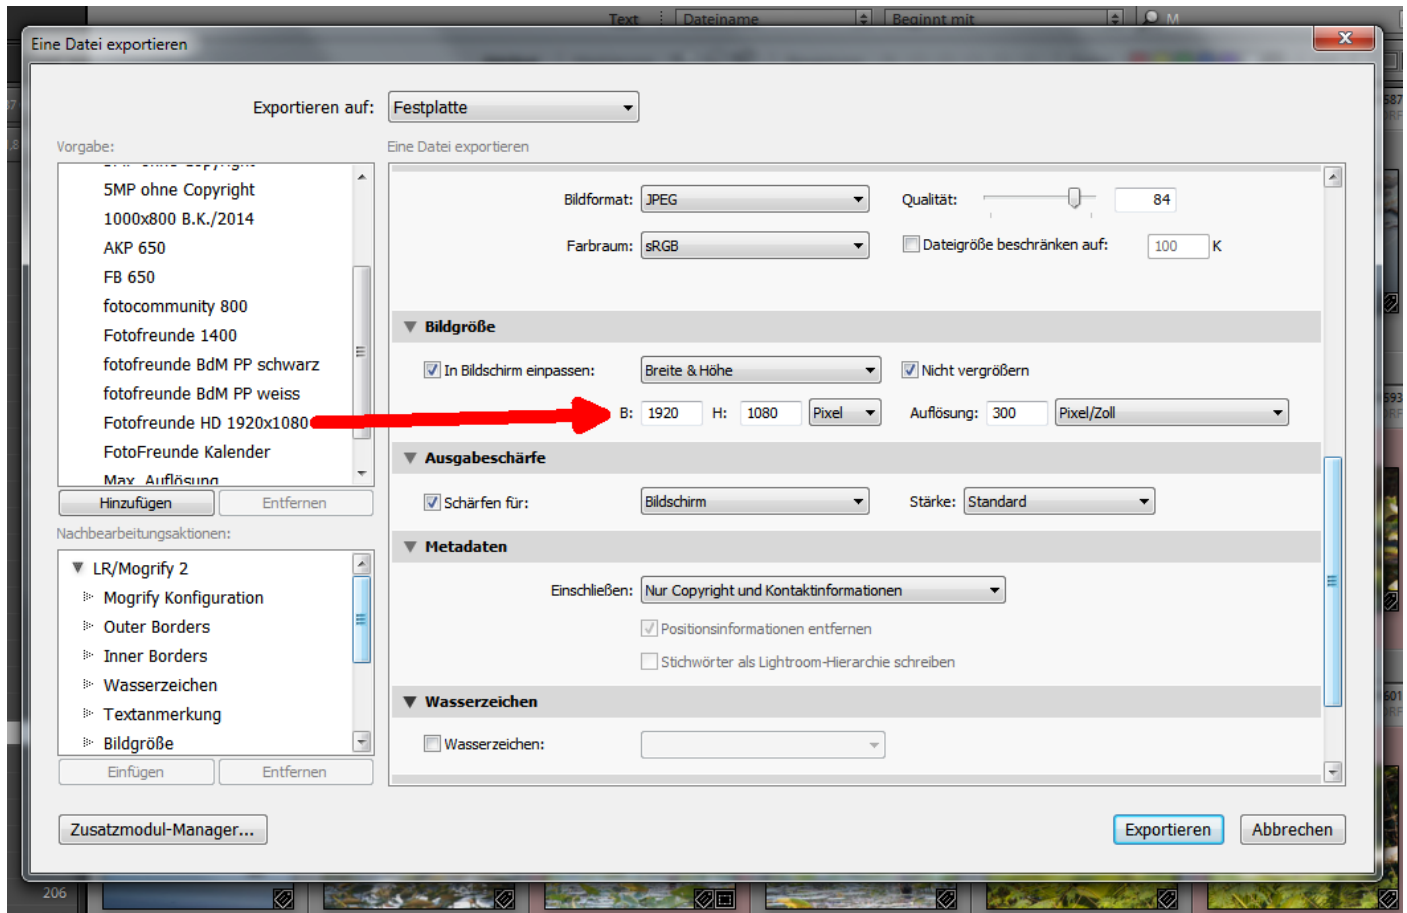 Text Dateiname Beginnt mit M
Eine Datei exportieren
Exportieren auf: Festplatte
Vorgabe:
5MP ohne Copyright
1000x800 B.K./2014
AKP 650
FB 650
fotocommunity 800
Fotofreunde 1400
fotofreunde BdM PP schwarz
fotofreunde BdM PP weiss
Fotofreunde HD 1920x1080
FotoFreunde Kalender
Max. Auflösung
Hinzufügen Entfernen
Nachbearbeitungsaktionen:
LR/Mogrify 2
Mogrify Konfiguration
Outer Borders
Inner Borders
Wasserzeichen
Textanmerkung
Bildgröße
Einfügen Entfernen
Zusatzmodul-Manager...
Eine Datei exportieren
Bildformat: JPEG Qualität: 84
Farbraum: sRGB Dateigröße beschränken auf: 100 K
Bildgröße
In Bildschirm einpassen: Breite & Höhe Nicht vergrößern
B: 1920 H: 1080 Pixel Auflösung: 300 Pixel/Zoll
Ausgabeschärfe
Schärfen für: Bildschirm Stärke: Standard
Metadaten
Einschließen: Nur Copyright und Kontaktinformationen
Positionsinformationen entfernen
Stichwörter als Lightroom-Hierarchie schreiben
Wasserzeichen
Wasserzeichen:
Exportieren Abbrechen
206